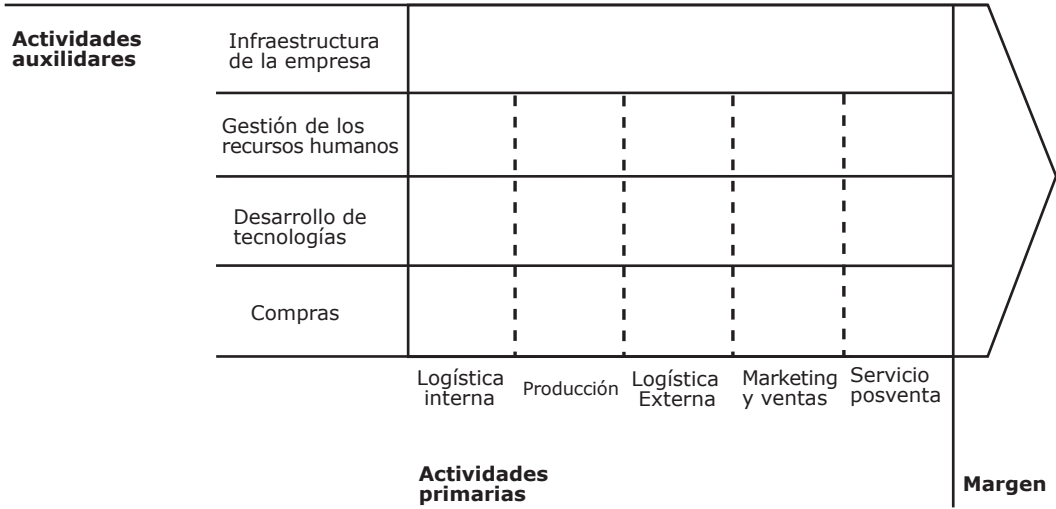 Actividades
auxilidares
Infraestructura
de la empresa
Gestión de los
recursos humanos
Desarrollo de
tecnologías
Compras
Logística
interna
Producción
Logística
Externa
Marketing
y ventas
Servicio
posventa
Actividades
primarias
Margen